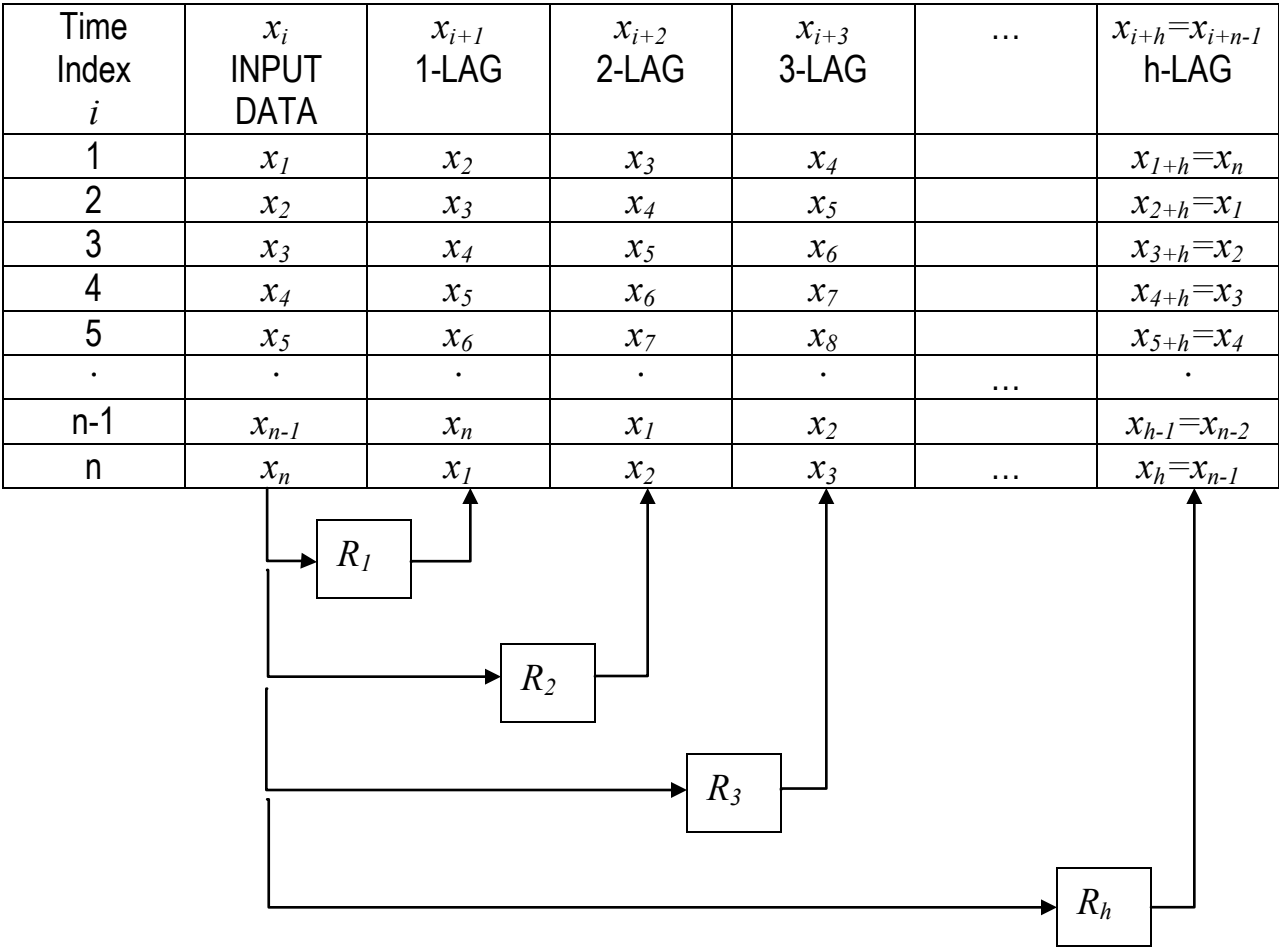 Time Index i | x_i INPUT DATA | x_{i+1} 1-LAG | x_{i+2} 2-LAG | x_{i+3} 3-LAG | … | x_{i+h}=x_{i+n-1} h-LAG
1 | x_1 | x_2 | x_3 | x_4 | | x_{1+h}=x_n
2 | x_2 | x_3 | x_4 | x_5 | | x_{2+h}=x_1
3 | x_3 | x_4 | x_5 | x_6 | | x_{3+h}=x_2
4 | x_4 | x_5 | x_6 | x_7 | | x_{4+h}=x_3
5 | x_5 | x_6 | x_7 | x_8 | | x_{5+h}=x_4
· | · | · | · | · | … | ·
n-1 | x_{n-1} | x_n | x_1 | x_2 | | x_{h-1}=x_{n-2}
n | x_n | x_1 | x_2 | x_3 | … | x_h=x_{n-1}
R_1
R_2
R_3
R_h